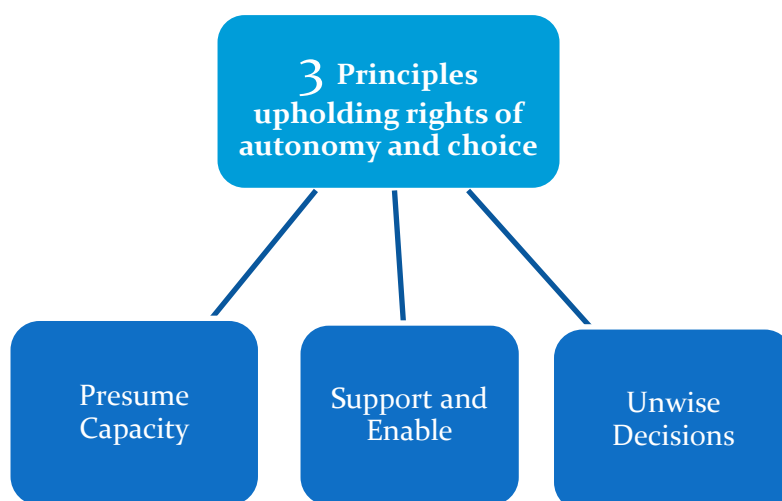 3 Principles
upholding rights of
autonomy and choice
Presume
Capacity
Support and
Enable
Unwise
Decisions